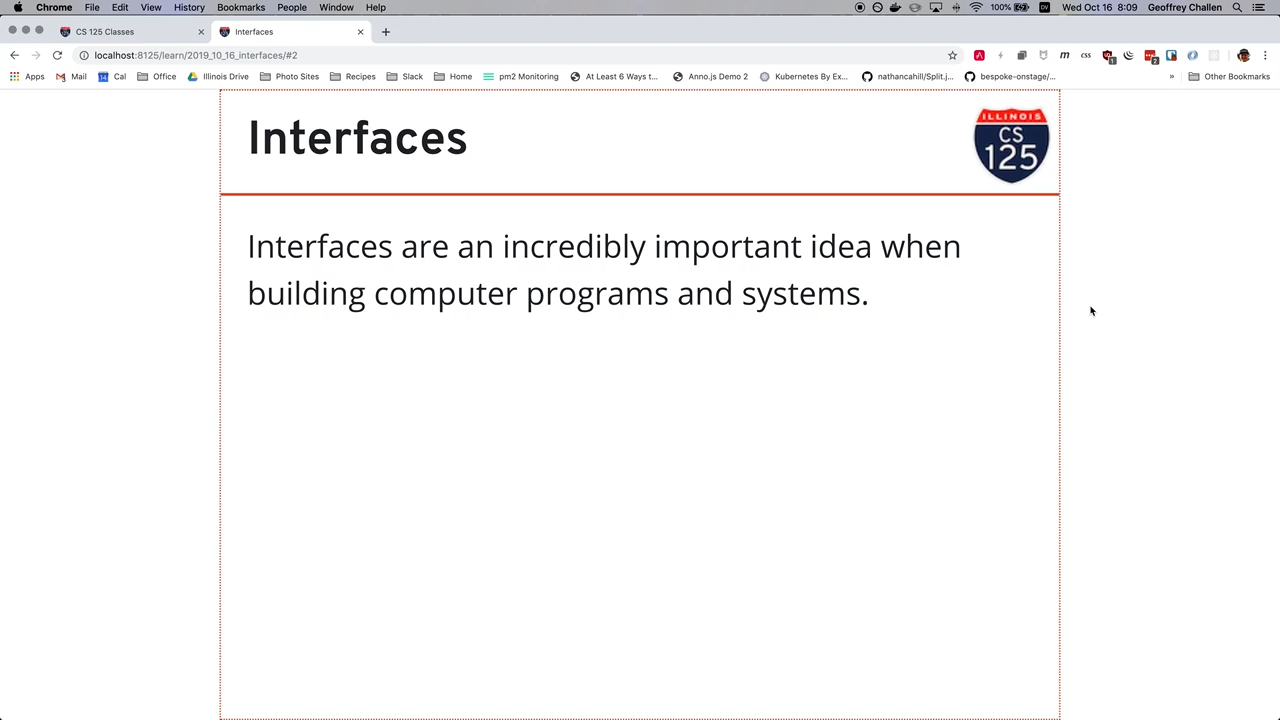 Chrome File Edit View History Bookmarks People Window Help 100% DV Wed Oct 16 8:09 Geoffrey Challen
CS 125 Classes Interfaces
localhost:8125/learn/2019_10_16_interfaces/#2
Apps Mail Cal Office Illinois Drive Photo Sites Recipes Slack Home pm2 Monitoring At Least 6 Ways t... Anno.js Demo 2 Kubernetes By Ex... nathancahill/Split.j... bespoke-onstage/... » Other Bookmarks
Interfaces
ILLINOIS
CS
125
Interfaces are an incredibly important idea when
building computer programs and systems.